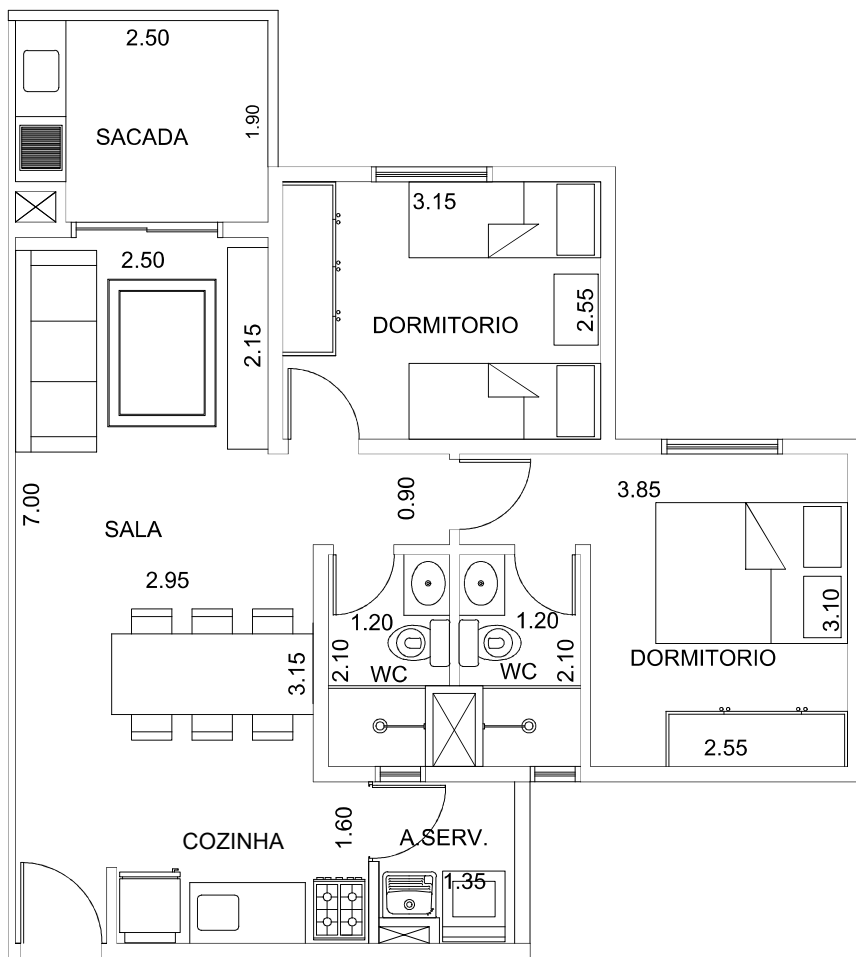 2.50
1.90
SACADA
3.15
2.50
2.55
DORMITORIO
2.15
3.85
7.00
0.90
SALA
2.95
3.10
1.20
1.20
3.15
2.10
WC
WC
2.10
DORMITORIO
2.55
1.60
COZINHA
A.SERV.
1.35